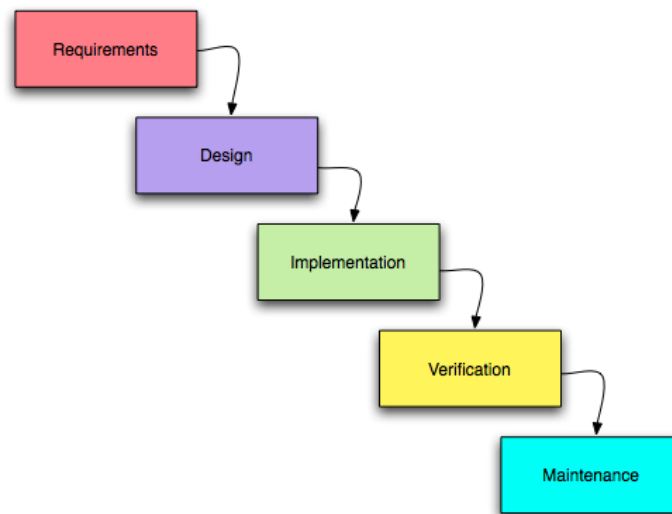 Requirements
Design
Implementation
Verification
Maintenance